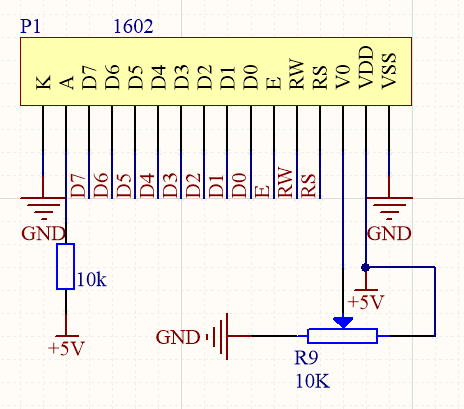 P1 1602
K A D7 D6 D5 D4 D3 D2 D1 D0 E RW RS V0 VDD VSS
D7 D6 D5 D4 D3 D2 D1 D0 E RW RS
GND GND
10k
+5V
+5V
GND
R9
10K